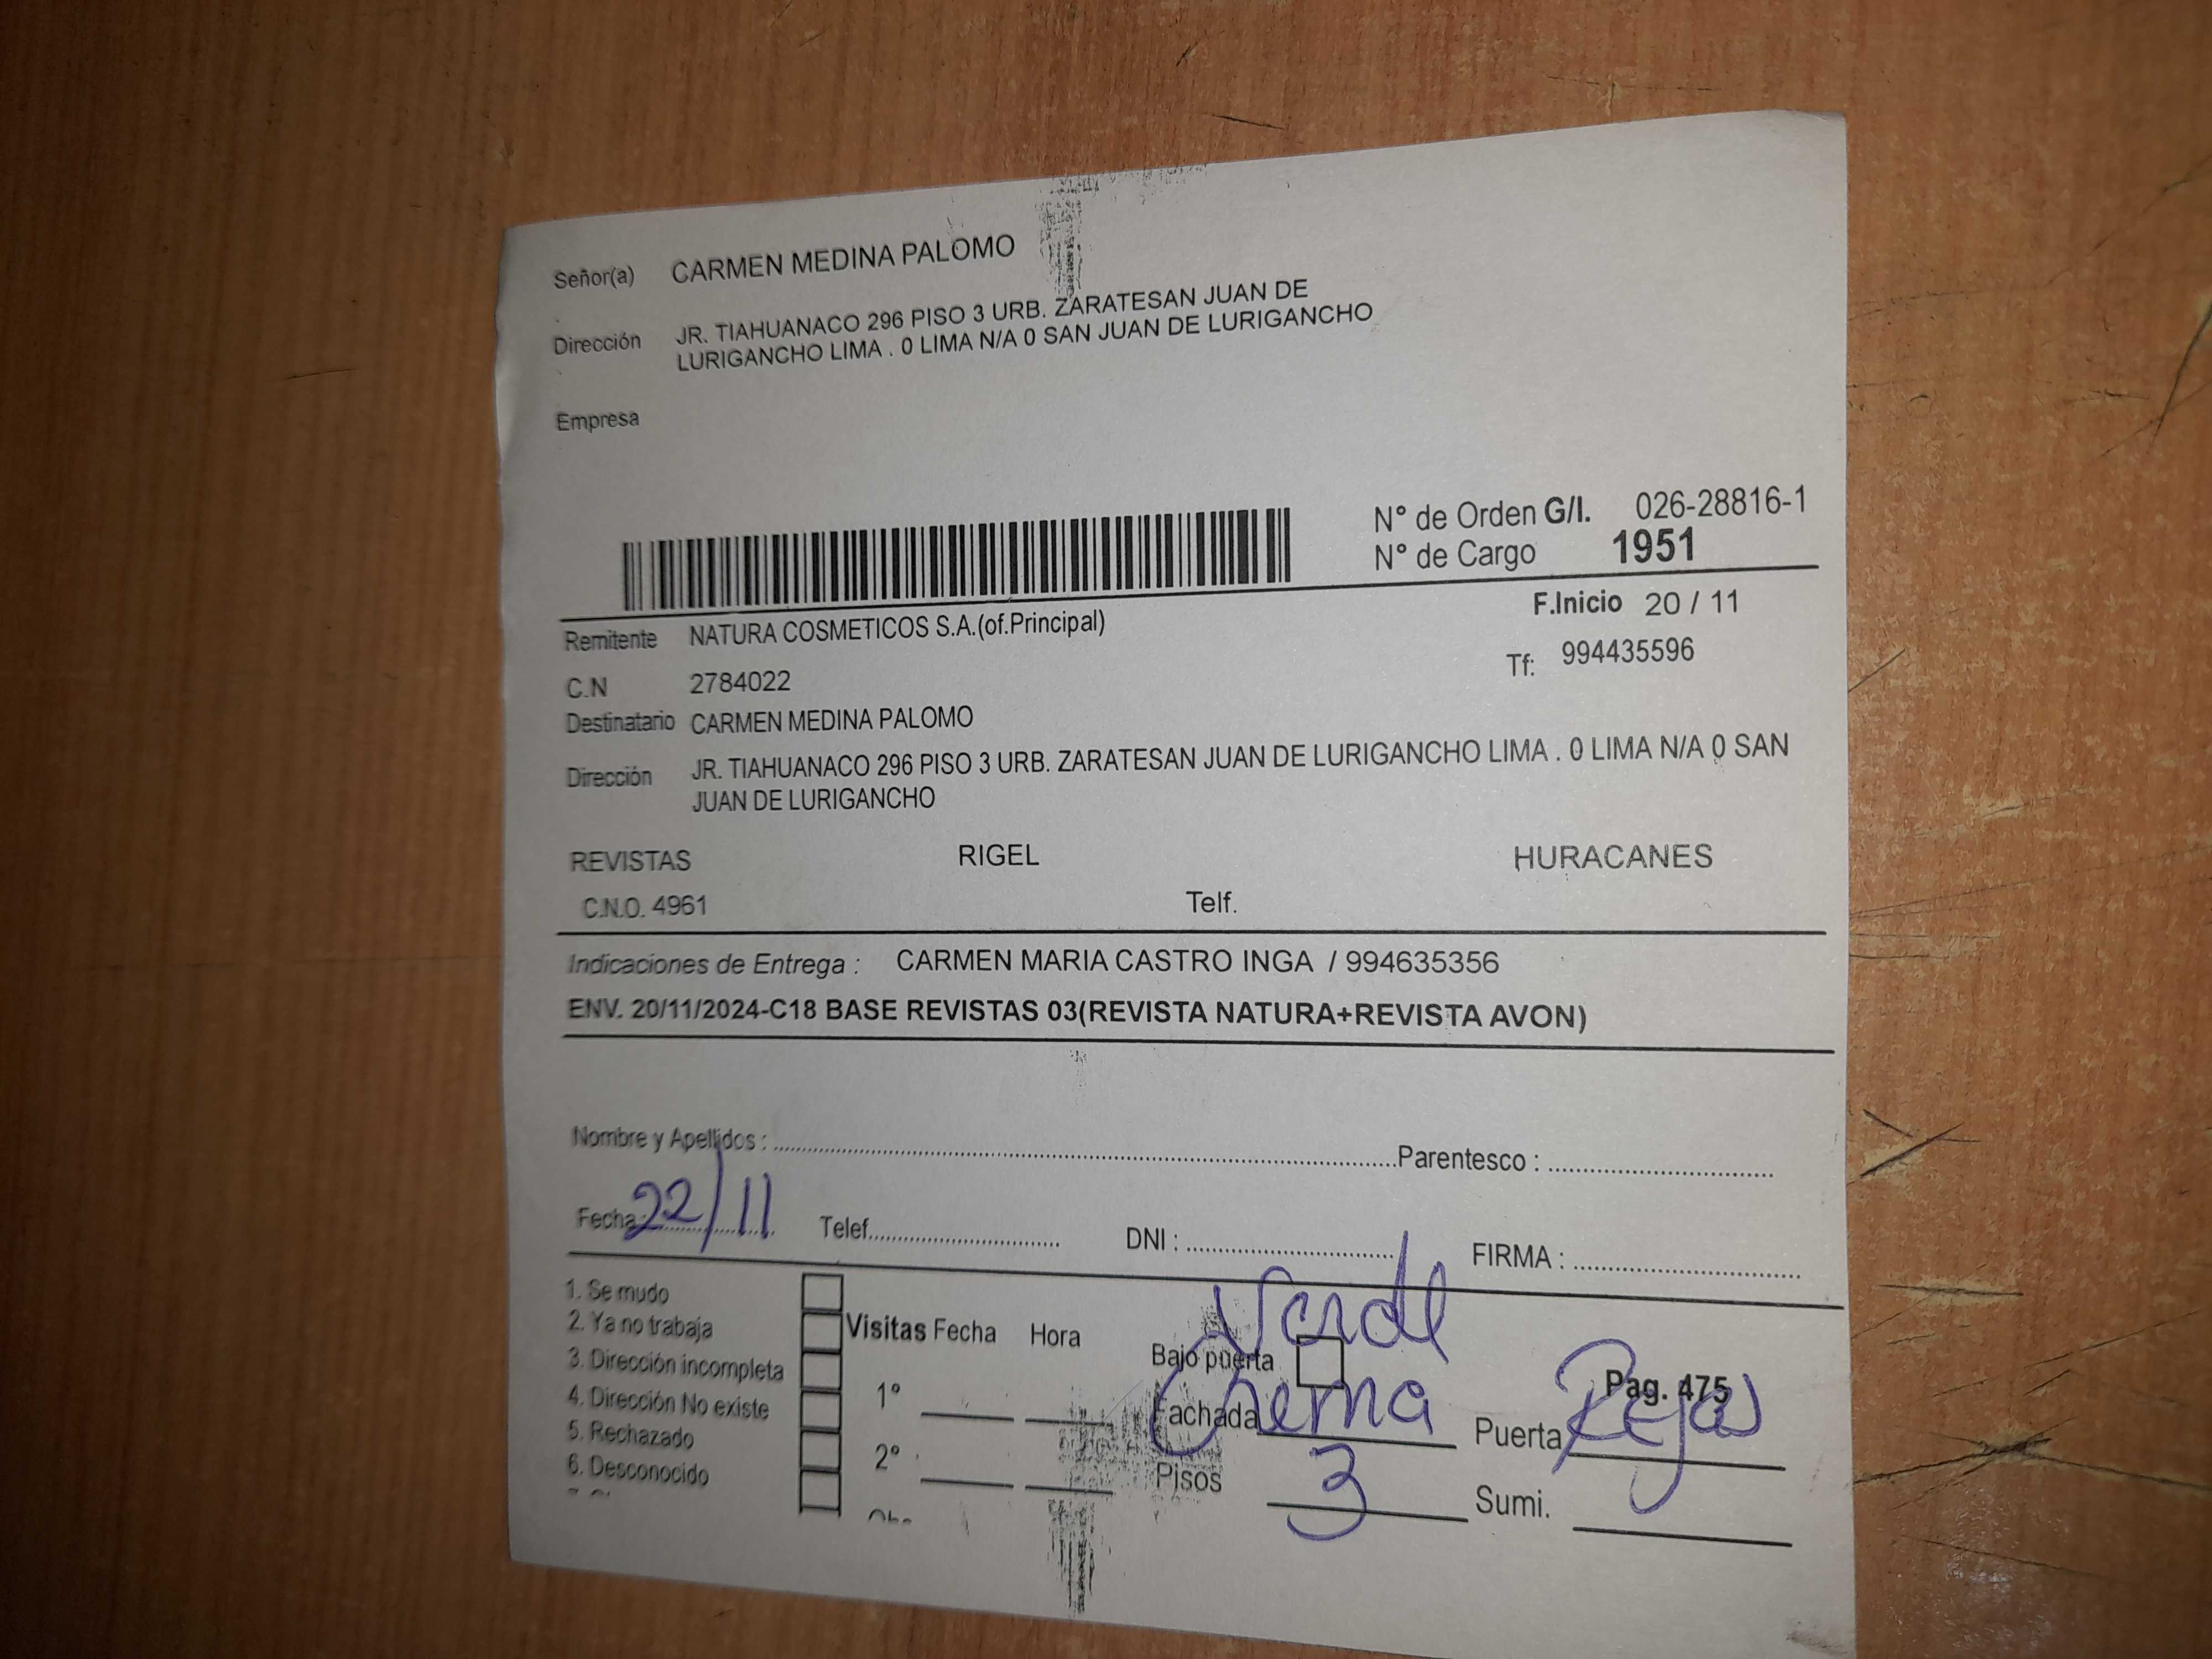 Señor(a) CARMEN MEDINA PALOMO
Dirección JR. TIAHUANACO 296 PISO 3 URB. ZARATESAN JUAN DE
LURIGANCHO LIMA . 0 LIMA N/A 0 SAN JUAN DE LURIGANCHO
Empresa
N° de Orden G/I. 026-28816-1
N° de Cargo 1951
F.Inicio 20 / 11
Remitente NATURA COSMETICOS S.A.(of.Principal)
Tf: 994435596
C.N 2784022
Destinatario CARMEN MEDINA PALOMO
Dirección JR. TIAHUANACO 296 PISO 3 URB. ZARATESAN JUAN DE LURIGANCHO LIMA . 0 LIMA N/A 0 SAN
JUAN DE LURIGANCHO
REVISTAS RIGEL HURACANES
C.N.O. 4961 Telf.
Indicaciones de Entrega : CARMEN MARIA CASTRO INGA / 994635356
ENV. 20/11/2024-C18 BASE REVISTAS 03(REVISTA NATURA+REVISTA AVON)
Nombre y Apellidos : Parentesco :
Fecha: 22/11 Telef. DNI : FIRMA :
1. Se mudo
2. Ya no trabaja
3. Dirección incompleta
4. Dirección No existe
5. Rechazado
6. Desconocido
Visitas Fecha Hora
1°
2°
Verde
Bajo puerta
Pag. 475
Fachada Crema Puerta Rejas
Pisos 3 Sumi.